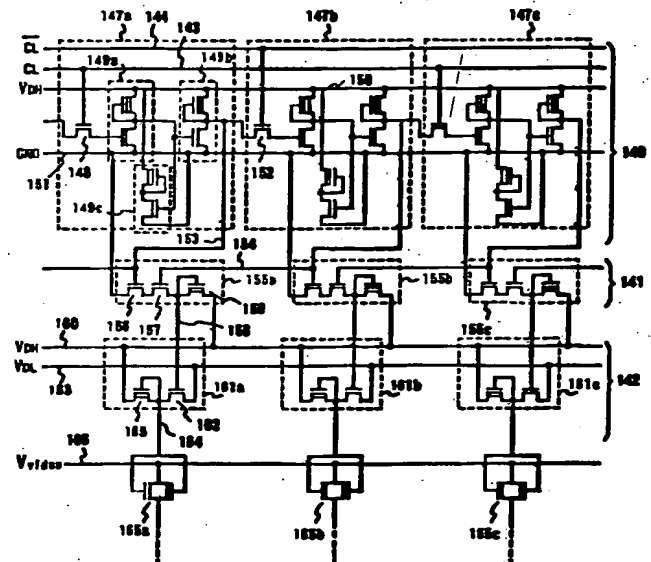 147a 144 143 147b 147c
CL
149a 149b
CL
VDH 150
GND 140
151 148 152
149c
153
154
155a 155b 141
156 157 158 155c
160 VDH
VDL 161a 161b 161c 142
163
165 162
164
166
Vvideo
165a 165b 165c